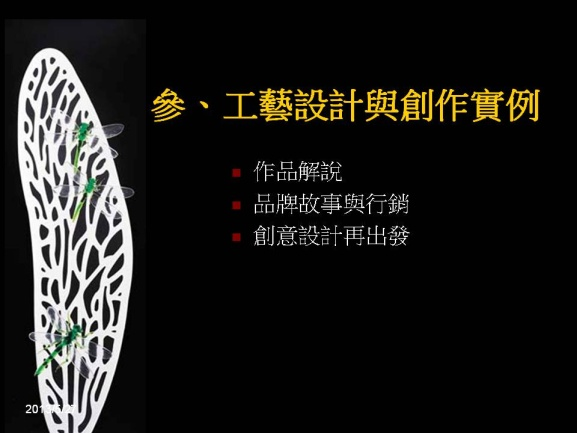 參、工藝設計與創作實例
作品解說
品牌故事與行銷
創意設計再出發